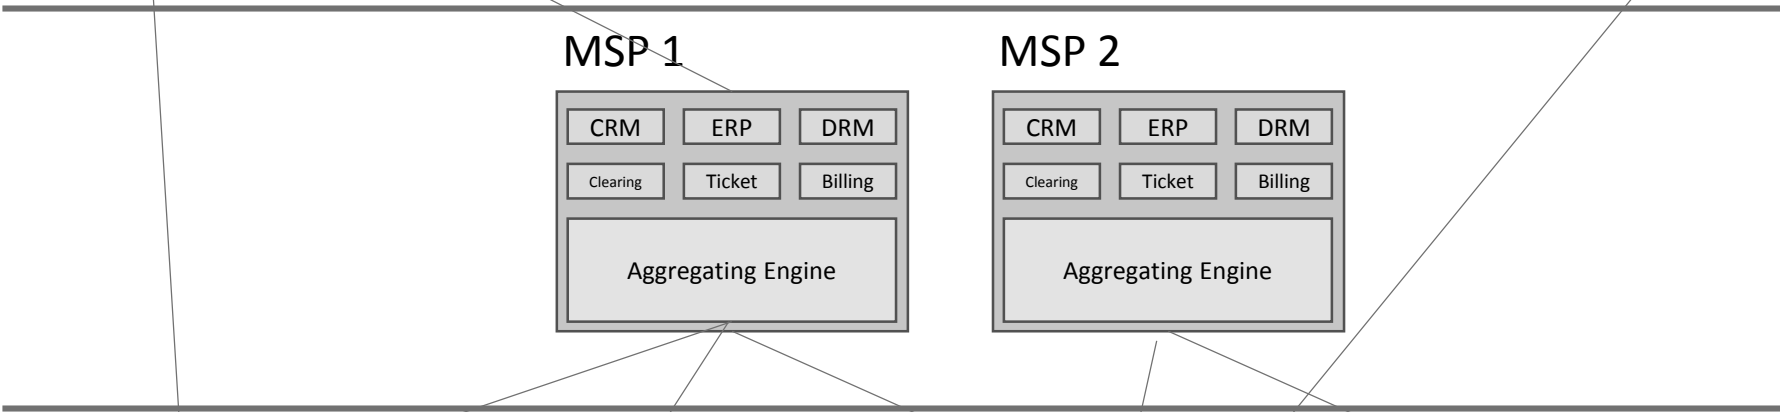 MSP 1
CRM ERP DRM
Clearing Ticket Billing
Aggregating Engine
MSP 2
CRM ERP DRM
Clearing Ticket Billing
Aggregating Engine